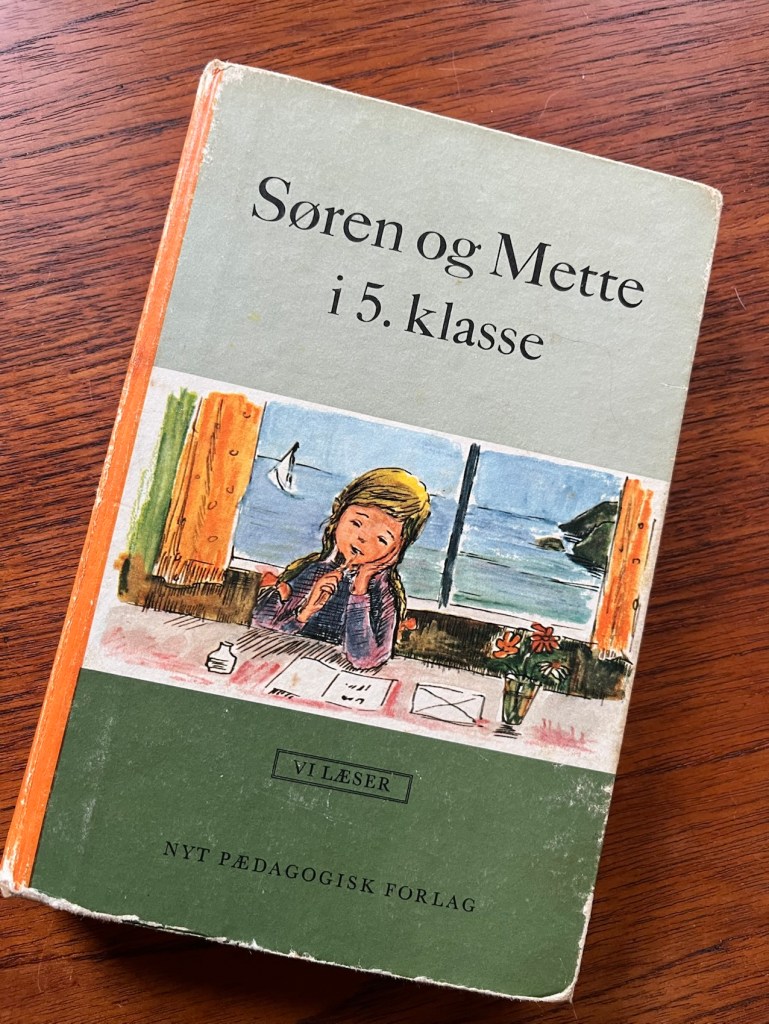 Søren og Mette
i 5. klasse
VI LÆSER
NYT PÆDAGOGISK FORLAG